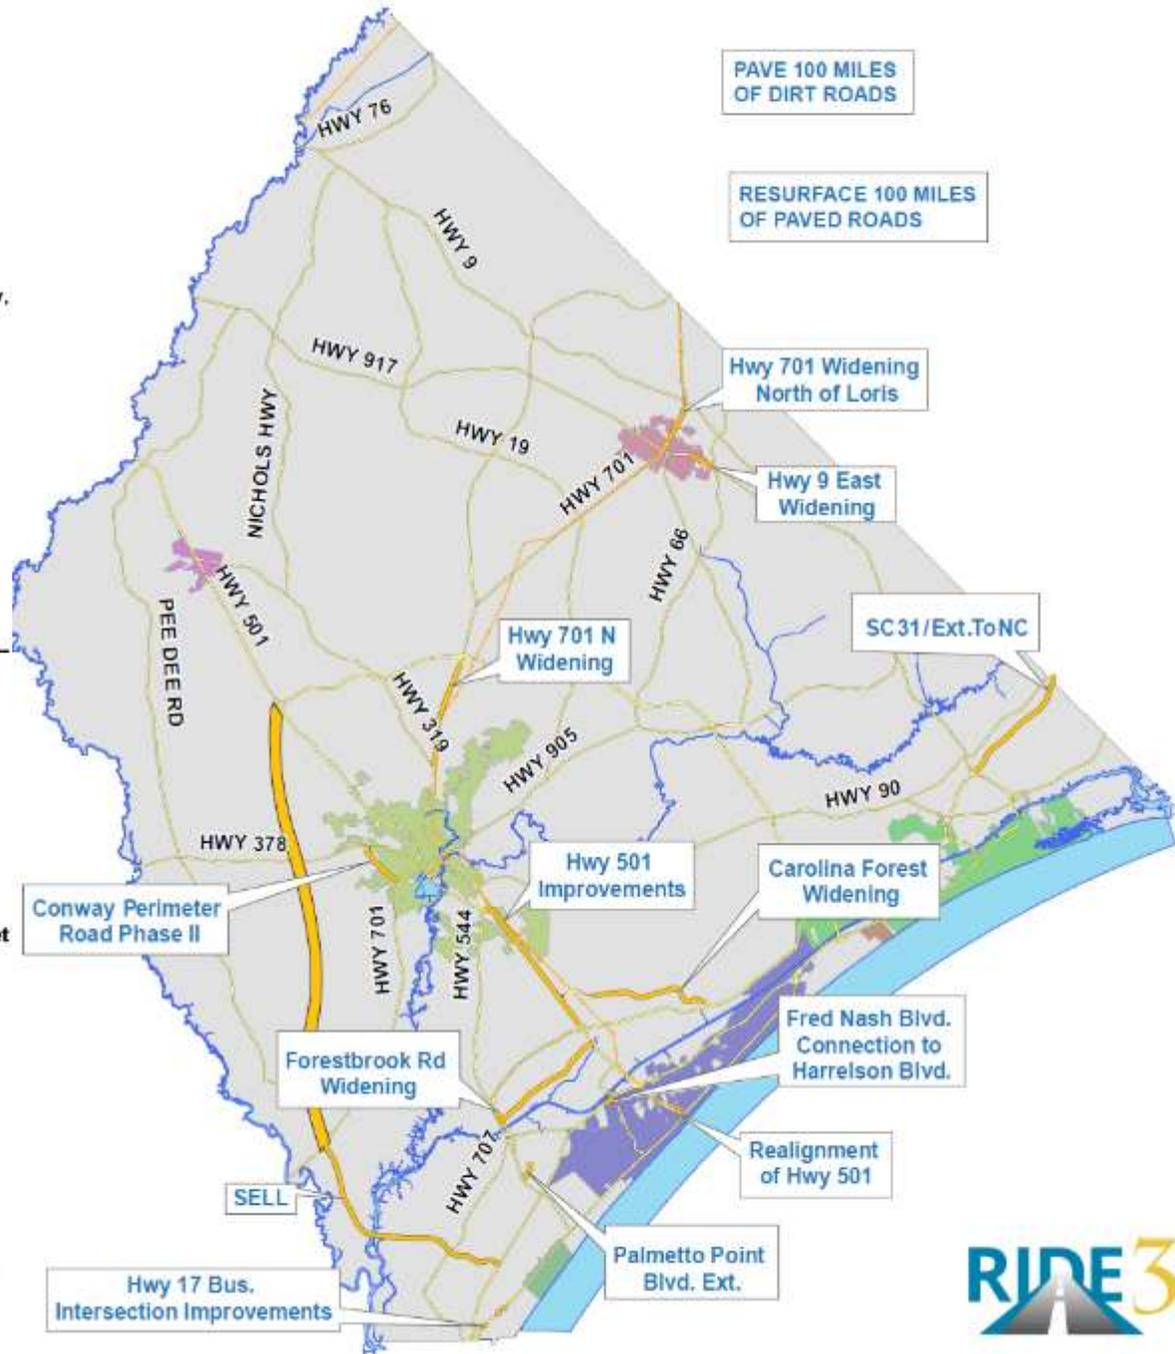 PAVE 100 MILES
OF DIRT ROADS
RESURFACE 100 MILES
OF PAVED ROADS
HWY 76
HWY 9
HWY 917
Hwy 701 Widening
North of Loris
HWY 19
NICHOLS HWY
HWY 701
Hwy 9 East
Widening
HWY 66
HWY 501
PEE DEE RD
SC31/Ext.ToNC
Hwy 701 N
Widening
HWY 319
HWY 905
HWY 90
HWY 378
Hwy 501
Improvements
Carolina Forest
Widening
Conway Perimeter
Road Phase II
et
HWY 701
HWY 544
Fred Nash Blvd.
Connection to
Harrelson Blvd.
Forestbrook Rd
Widening
HWY 707
Realignment
of Hwy 501
SELL
Palmetto Point
Blvd. Ext.
Hwy 17 Bus.
Intersection Improvements
RIDE3